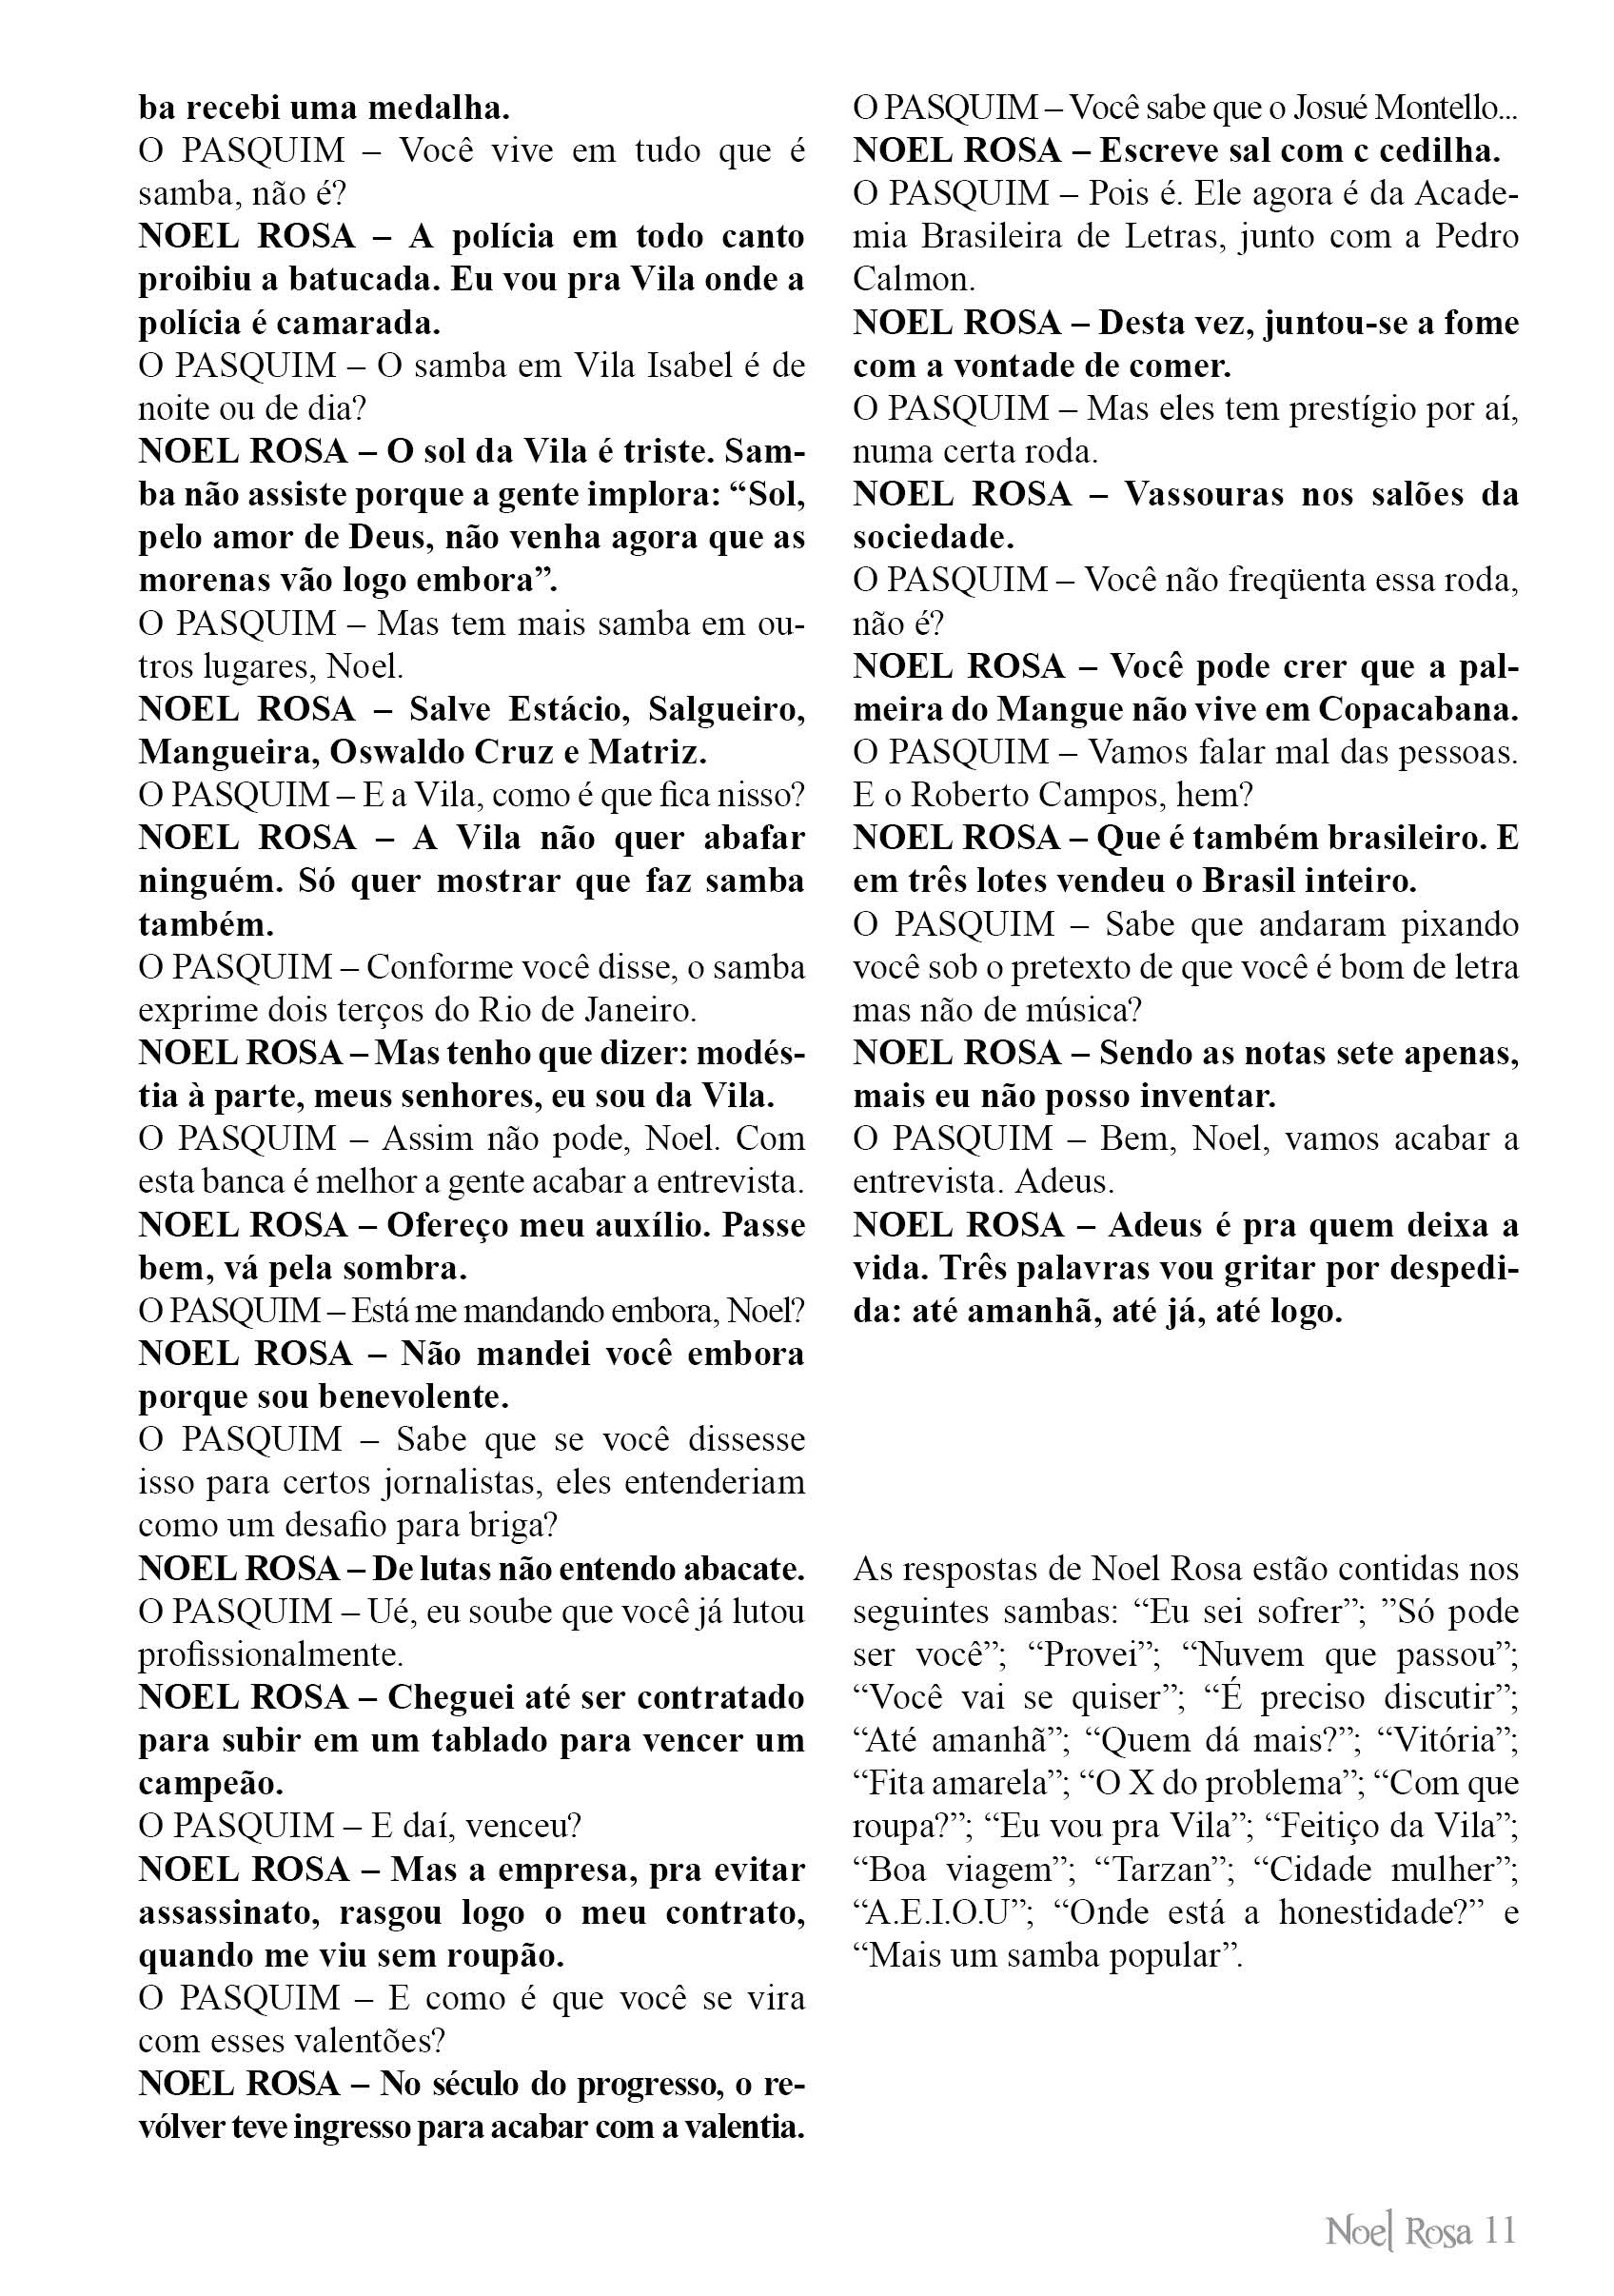 ba recebi uma medalha.
O PASQUIM – Você vive em tudo que é
samba, não é?
NOEL ROSA – A polícia em todo canto
proibiu a batucada. Eu vou pra Vila onde a
polícia é camarada.
O PASQUIM – O samba em Vila Isabel é de
noite ou de dia?
NOEL ROSA – O sol da Vila é triste. Sam-
ba não assiste porque a gente implora: “Sol,
pelo amor de Deus, não venha agora que as
morenas vão logo embora”.
O PASQUIM – Mas tem mais samba em ou-
tros lugares, Noel.
NOEL ROSA – Salve Estácio, Salgueiro,
Mangueira, Oswaldo Cruz e Matriz.
O PASQUIM – E a Vila, como é que fica nisso?
NOEL ROSA – A Vila não quer abafar
ninguém. Só quer mostrar que faz samba
também.
O PASQUIM – Conforme você disse, o samba
exprime dois terços do Rio de Janeiro.
NOEL ROSA – Mas tenho que dizer: modés-
tia à parte, meus senhores, eu sou da Vila.
O PASQUIM – Assim não pode, Noel. Com
esta banca é melhor a gente acabar a entrevista.
NOEL ROSA – Ofereço meu auxílio. Passe
bem, vá pela sombra.
O PASQUIM – Está me mandando embora, Noel?
NOEL ROSA – Não mandei você embora
porque sou benevolente.
O PASQUIM – Sabe que se você dissesse
isso para certos jornalistas, eles entenderiam
como um desafio para briga?
NOEL ROSA – De lutas não entendo abacate.
O PASQUIM – Ué, eu soube que você já lutou
profissionalmente.
NOEL ROSA – Cheguei até ser contratado
para subir em um tablado para vencer um
campeão.
O PASQUIM – E daí, venceu?
NOEL ROSA – Mas a empresa, pra evitar
assassinato, rasgou logo o meu contrato,
quando me viu sem roupão.
O PASQUIM – E como é que você se vira
com esses valentões?
NOEL ROSA – No século do progresso, o re-
vólver teve ingresso para acabar com a valentia.
O PASQUIM – Você sabe que o Josué Montello...
NOEL ROSA – Escreve sal com c cedilha.
O PASQUIM – Pois é. Ele agora é da Acade-
mia Brasileira de Letras, junto com a Pedro
Calmon.
NOEL ROSA – Desta vez, juntou-se a fome
com a vontade de comer.
O PASQUIM – Mas eles tem prestígio por aí,
numa certa roda.
NOEL ROSA – Vassouras nos salões da
sociedade.
O PASQUIM – Você não freqüenta essa roda,
não é?
NOEL ROSA – Você pode crer que a pal-
meira do Mangue não vive em Copacabana.
O PASQUIM – Vamos falar mal das pessoas.
E o Roberto Campos, hem?
NOEL ROSA – Que é também brasileiro. E
em três lotes vendeu o Brasil inteiro.
O PASQUIM – Sabe que andaram pixando
você sob o pretexto de que você é bom de letra
mas não de música?
NOEL ROSA – Sendo as notas sete apenas,
mais eu não posso inventar.
O PASQUIM – Bem, Noel, vamos acabar a
entrevista. Adeus.
NOEL ROSA – Adeus é pra quem deixa a
vida. Três palavras vou gritar por despedi-
da: até amanhã, até já, até logo.
As respostas de Noel Rosa estão contidas nos
seguintes sambas: “Eu sei sofrer”; ”Só pode
ser você”; “Provei”; “Nuvem que passou”;
“Você vai se quiser”; “É preciso discutir”;
“Até amanhã”; “Quem dá mais?”; “Vitória”;
“Fita amarela”; “O X do problema”; “Com que
roupa?”; “Eu vou pra Vila”; “Feitiço da Vila”;
“Boa viagem”; “Tarzan”; “Cidade mulher”;
“A.E.I.O.U”; “Onde está a honestidade?” e
“Mais um samba popular”.
Noel Rosa 11